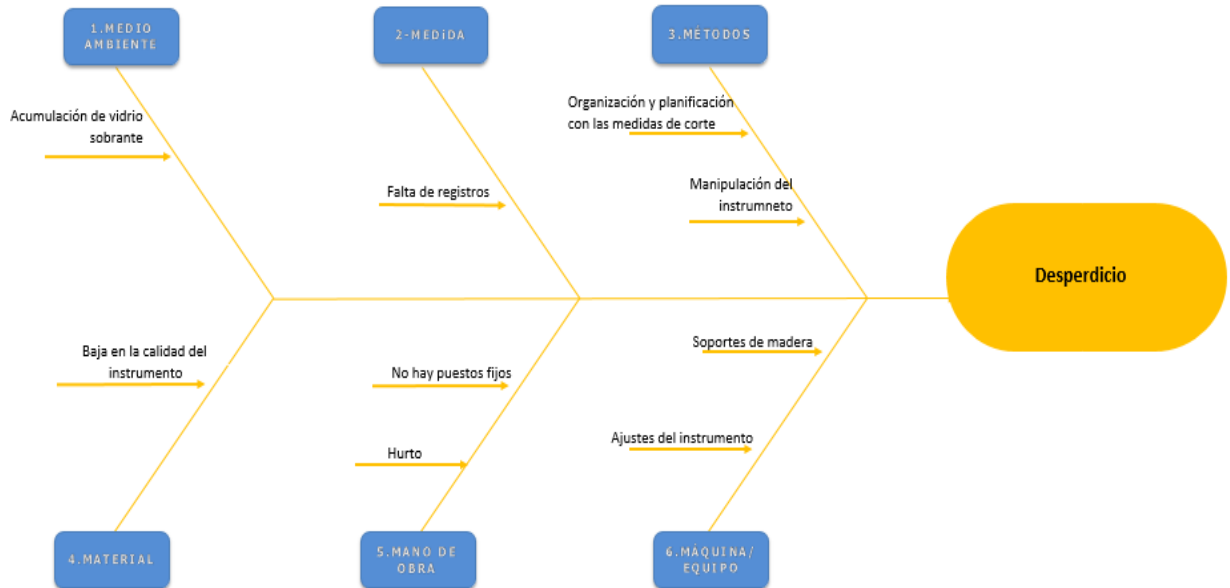 1.MEDIO
AMBIENTE
2-MEDiDA
3.MÉTODOS
Acumulación de vidrio
sobrante
Falta de registros
Organización y planificación
con las medidas de corte
Manipulación del
instrumneto
Desperdicio
Baja en la calidad del
instrumento
No hay puestos fijos
Hurto
Soportes de madera
Ajustes del instrumento
4.MATERIAL
5.MANO DE
OBRA
6.MÁQUINA/
EQUIPO